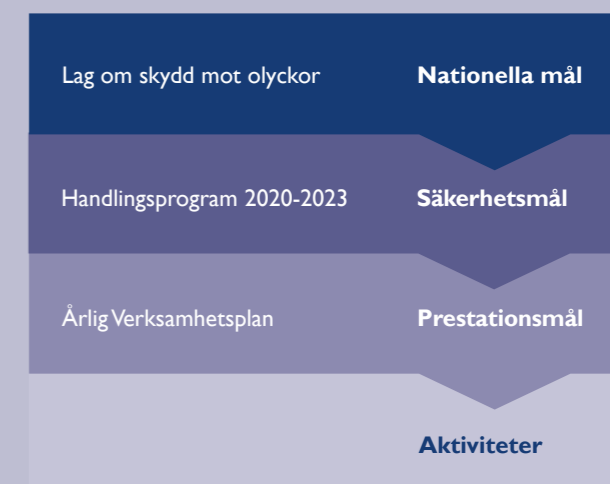 Lag om skydd mot olyckor Nationella mål
Handlingsprogram 2020-2023 Säkerhetsmål
Årlig Verksamhetsplan Prestationsmål
Aktiviteter